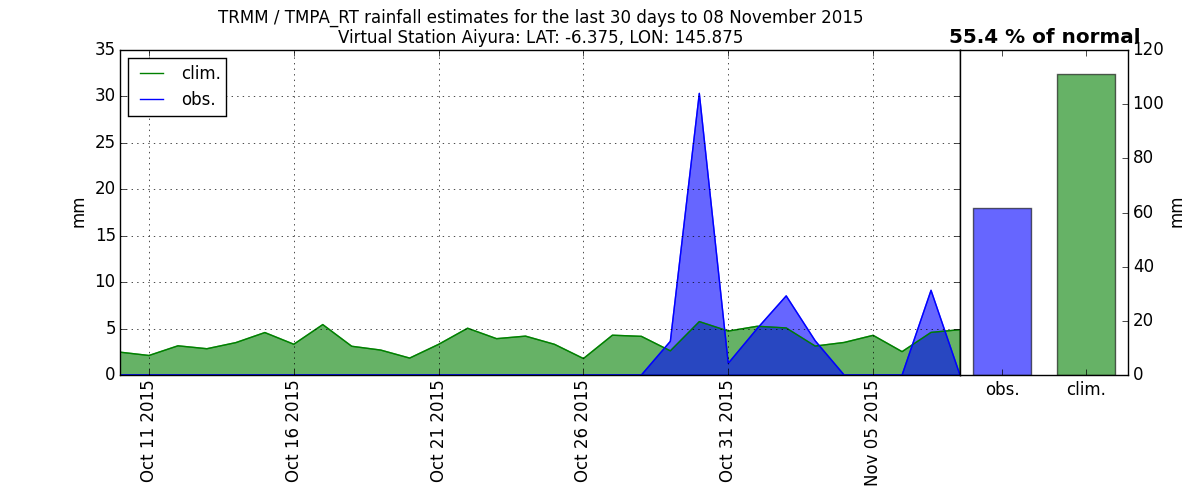 TRMM / TMPA_RT rainfall estimates for the last 30 days to 08 November 2015
Virtual Station Aiyura: LAT: -6.375, LON: 145.875
55.4 % of normal
clim.
obs.
35
30
25
20
15
10
5
0
mm
Oct 11 2015
Oct 16 2015
Oct 21 2015
Oct 26 2015
Oct 31 2015
Nov 05 2015
120
100
80
60
40
20
0
mm
obs.
clim.